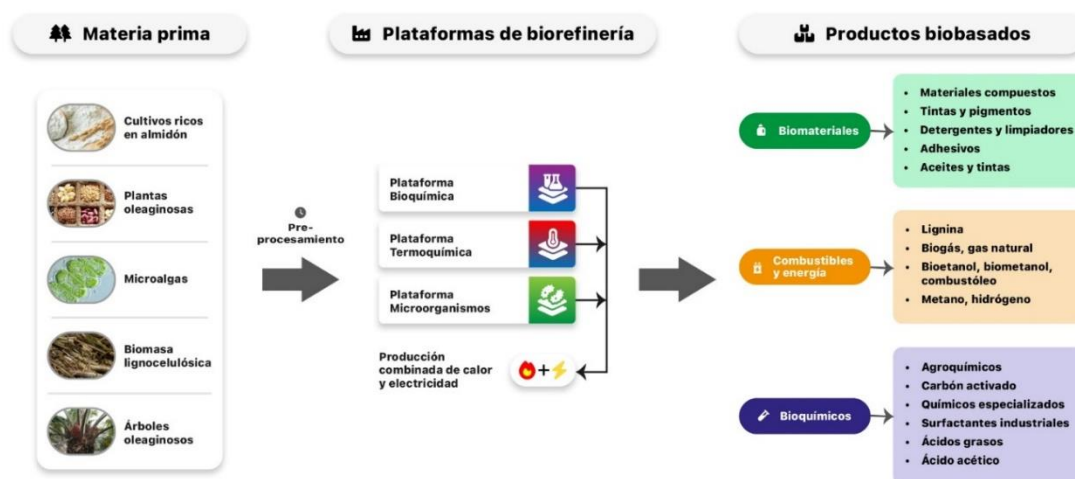 Materia prima
Cultivos ricos
en almidón
Plantas
oleaginosas
Microalgas
Biomasa
lignocelulósica
Árboles
oleaginosos
Pre-
procesamiento
Plataformas de biorefinería
Plataforma
Bioquímica
Plataforma
Termoquímica
Plataforma
Microorganismos
Producción
combinada de calor
y electricidad
+
Productos biobasados
Biomateriales
• Materiales compuestos
• Tintas y pigmentos
• Detergentes y limpiadores
• Adhesivos
• Aceites y tintas
Combustibles
y energía
• Lignina
• Biogás, gas natural
• Bioetanol, biometanol,
combustóleo
• Metano, hidrógeno
Bioquímicos
• Agroquímicos
• Carbón activado
• Químicos especializados
• Surfactantes industriales
• Ácidos grasos
• Ácido acético